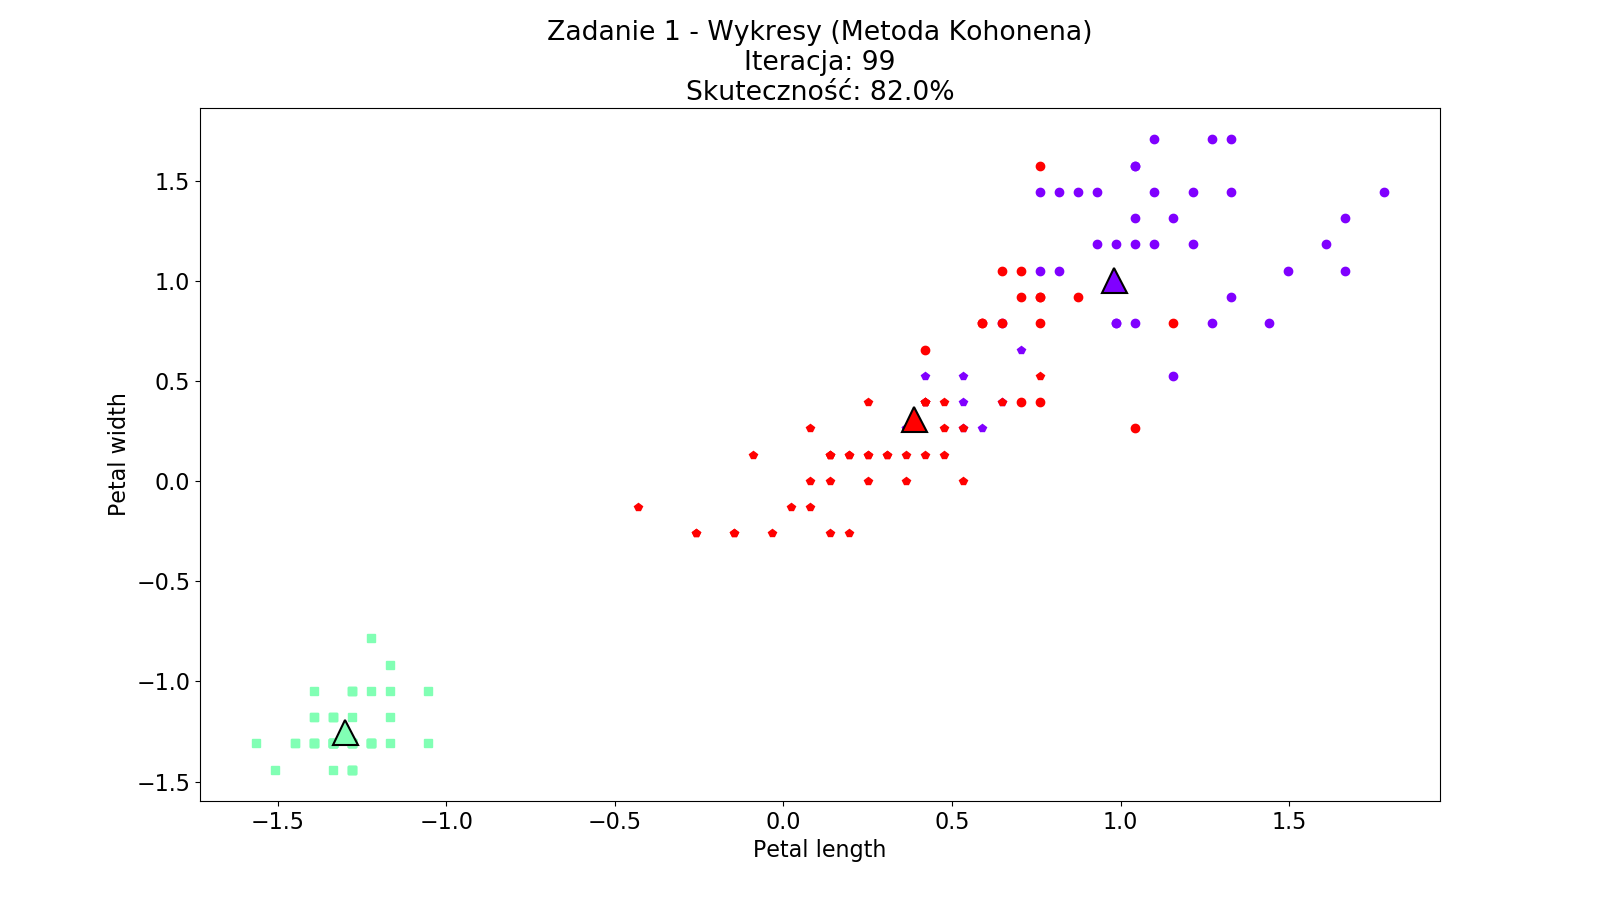 Zadanie 1 - Wykresy (Metoda Kohonena)
Iteracja: 99
Skuteczność: 82.0%
Petal width
1.5
1.0
0.5
0.0
−0.5
−1.0
−1.5
−1.5 −1.0 −0.5 0.0 0.5 1.0 1.5
Petal length